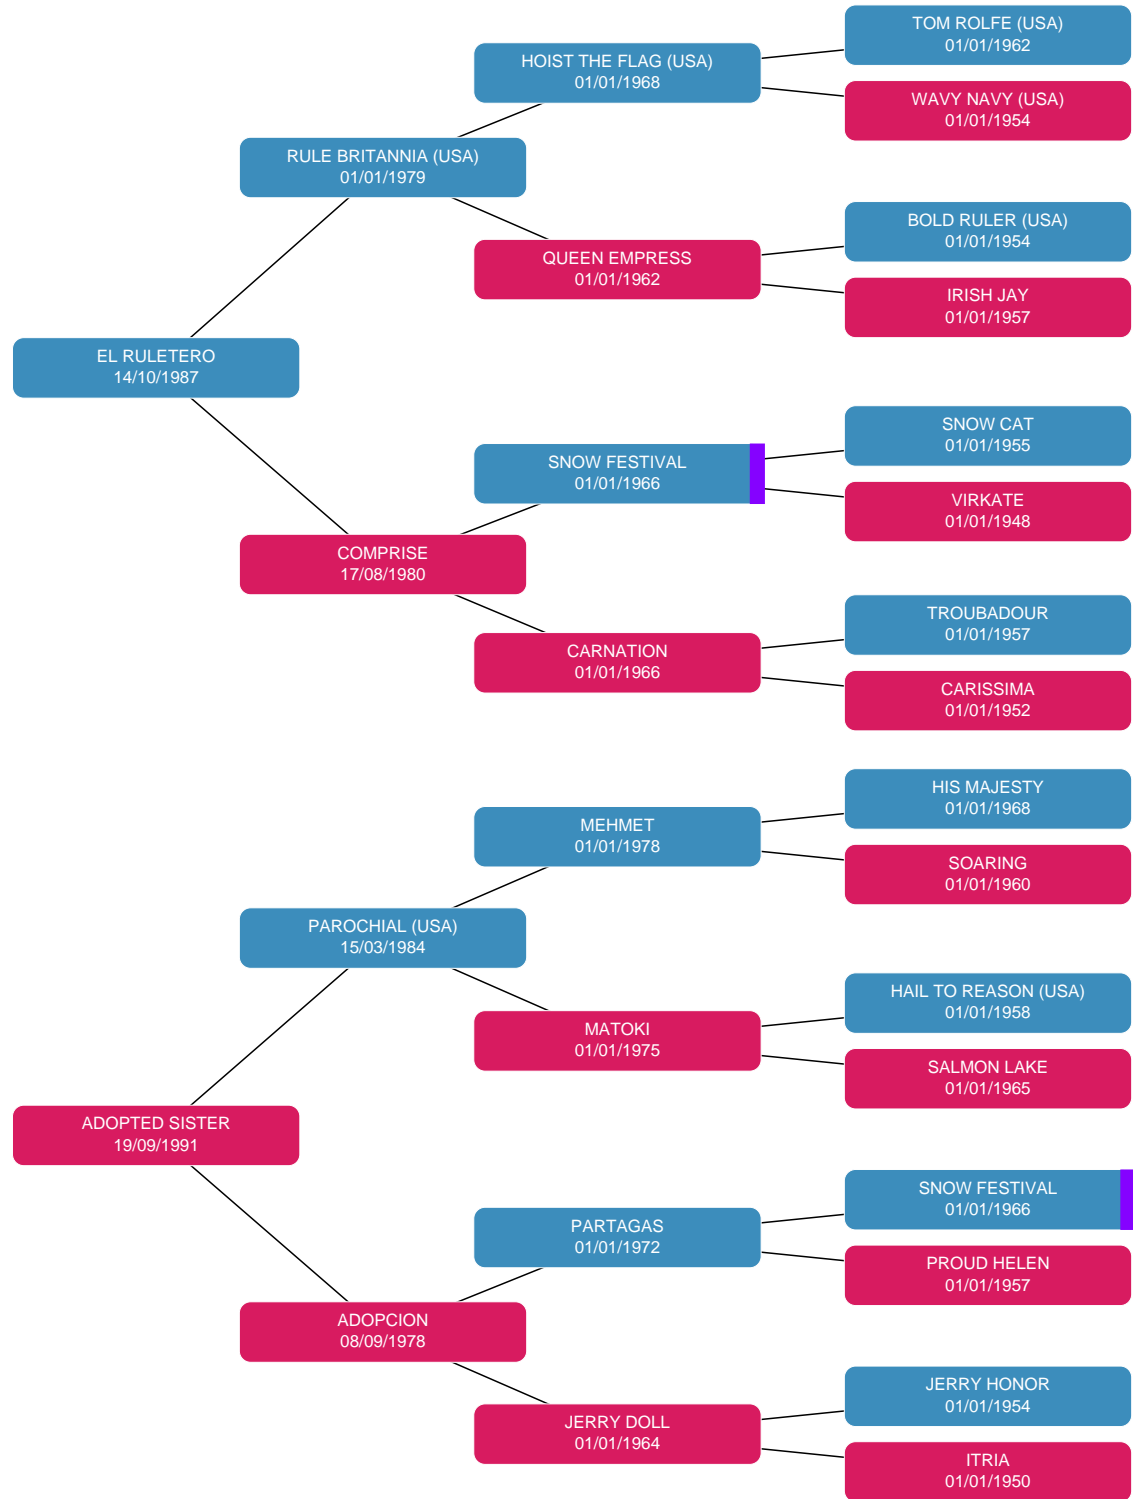 TOM ROLFE (USA)
01/01/1962
HOIST THE FLAG (USA)
01/01/1968
WAVY NAVY (USA)
01/01/1954
RULE BRITANNIA (USA)
01/01/1979
BOLD RULER (USA)
01/01/1954
QUEEN EMPRESS
01/01/1962
IRISH JAY
01/01/1957
EL RULETERO
14/10/1987
SNOW CAT
01/01/1955
SNOW FESTIVAL
01/01/1966
VIRKATE
01/01/1948
COMPRISE
17/08/1980
TROUBADOUR
01/01/1957
CARNATION
01/01/1966
CARISSIMA
01/01/1952
HIS MAJESTY
01/01/1968
MEHMET
01/01/1978
SOARING
01/01/1960
PAROCHIAL (USA)
15/03/1984
HAIL TO REASON (USA)
01/01/1958
MATOKI
01/01/1975
SALMON LAKE
01/01/1965
ADOPTED SISTER
19/09/1991
SNOW FESTIVAL
01/01/1966
PARTAGAS
01/01/1972
PROUD HELEN
01/01/1957
ADOPCION
08/09/1978
JERRY HONOR
01/01/1954
JERRY DOLL
01/01/1964
ITRIA
01/01/1950